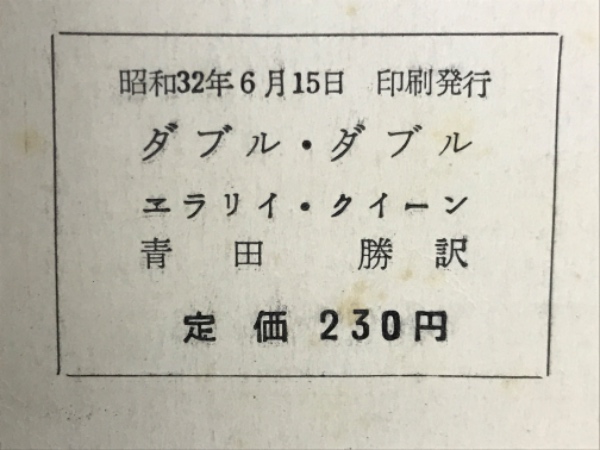 昭和32年6月15日　印刷発行
ダブル・ダブル
エラリイ・クイーン
青田　勝訳
定価 230円